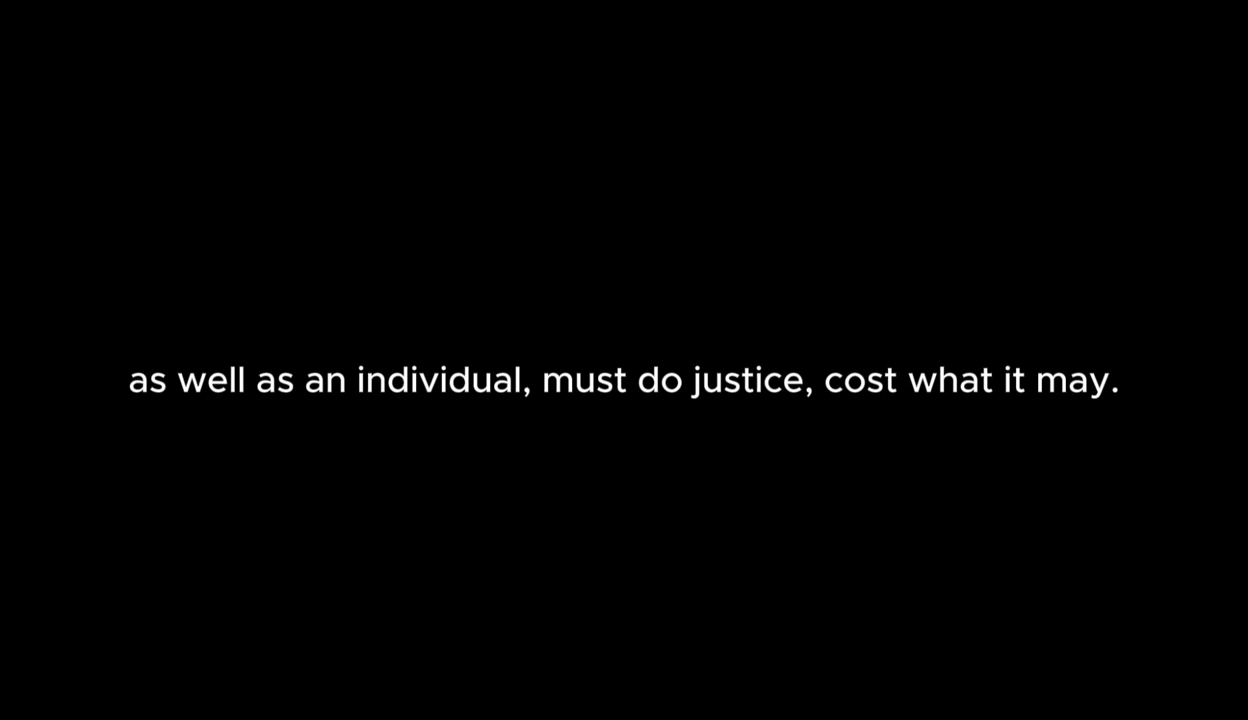 as well as an individual, must do justice, cost what it may.